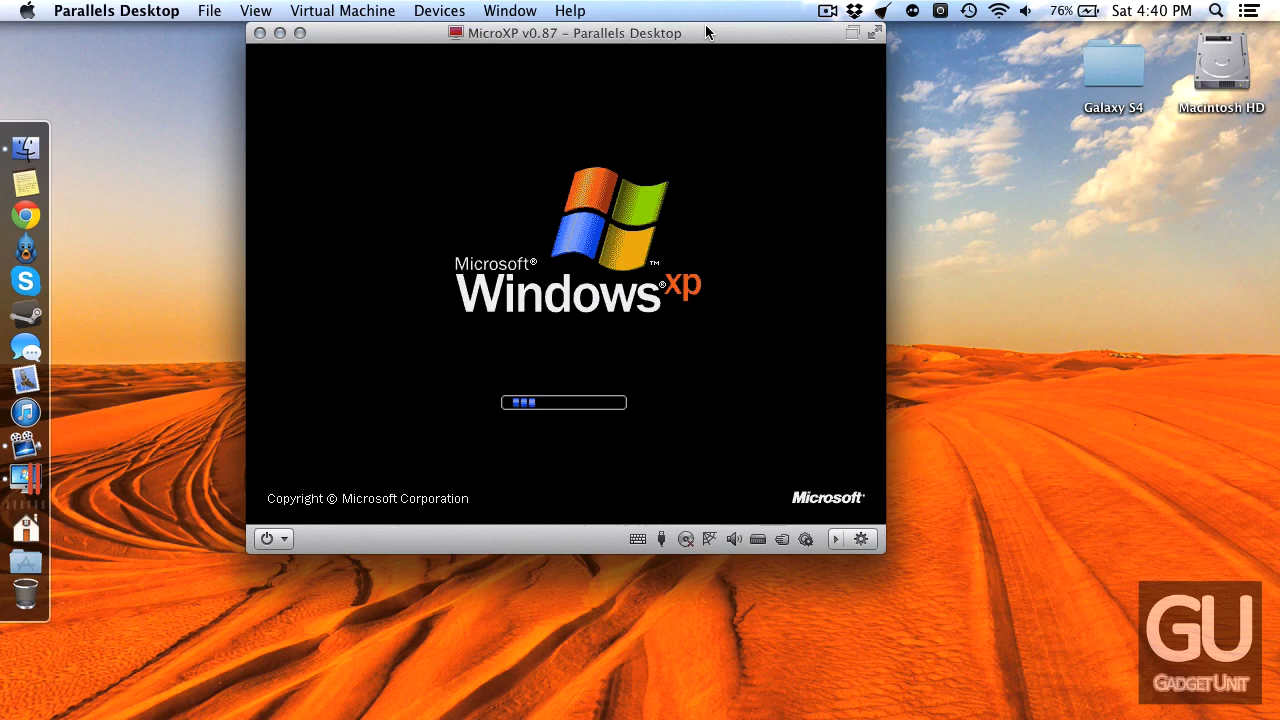 Parallels Desktop File View Virtual Machine Devices Window Help 76% Sat 4:40 PM
MicroXP v0.87 – Parallels Desktop
Galaxy S4 Macintosh HD
Microsoft®
Windows® xp ™
Copyright © Microsoft Corporation Microsoft®
GU
GADGETUNIT